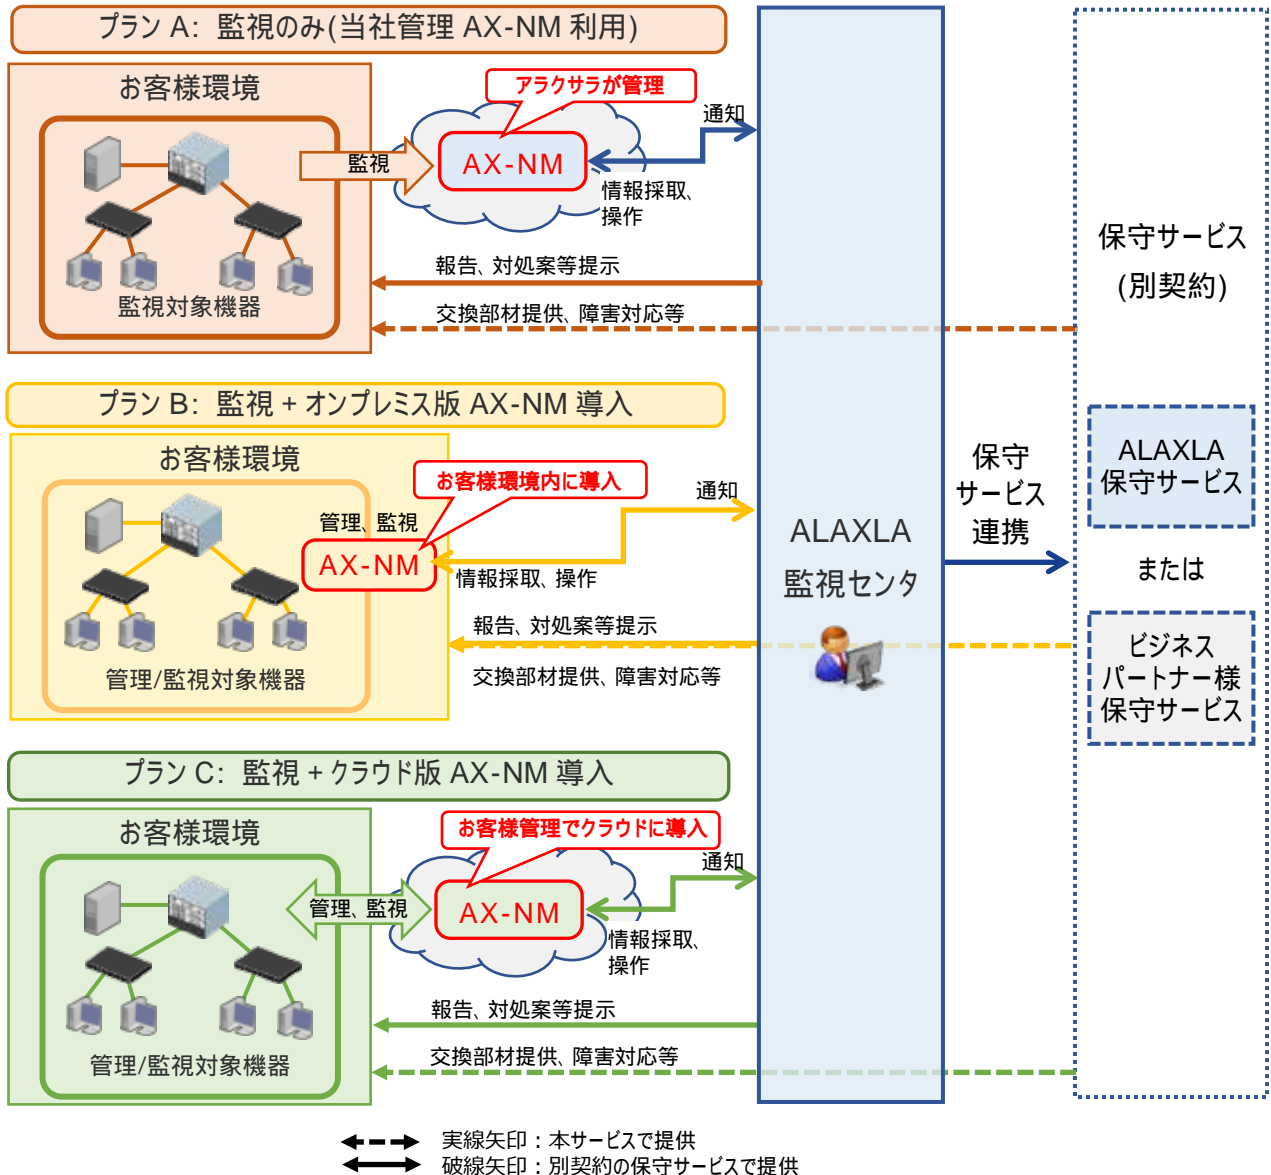 プラン A: 監視のみ(当社管理 AX-NM 利用)
お客様環境
監視対象機器
監視
アラクサラが管理
AX-NM
通知
情報採取、
操作
報告、対処案等提示
交換部材提供、障害対応等
プラン B: 監視 + オンプレミス版 AX-NM 導入
お客様環境
管理/監視対象機器
管理、監視
お客様環境内に導入
AX-NM
通知
情報採取、操作
報告、対処案等提示
交換部材提供、障害対応等
プラン C: 監視 + クラウド版 AX-NM 導入
お客様環境
管理/監視対象機器
管理、監視
お客様管理でクラウドに導入
AX-NM
通知
情報採取、
操作
報告、対処案等提示
交換部材提供、障害対応等
ALAXLA
監視センタ
保守
サービス
連携
保守サービス
(別契約)
ALAXLA
保守サービス
または
ビジネス
パートナー様
保守サービス
実線矢印：本サービスで提供
破線矢印：別契約の保守サービスで提供